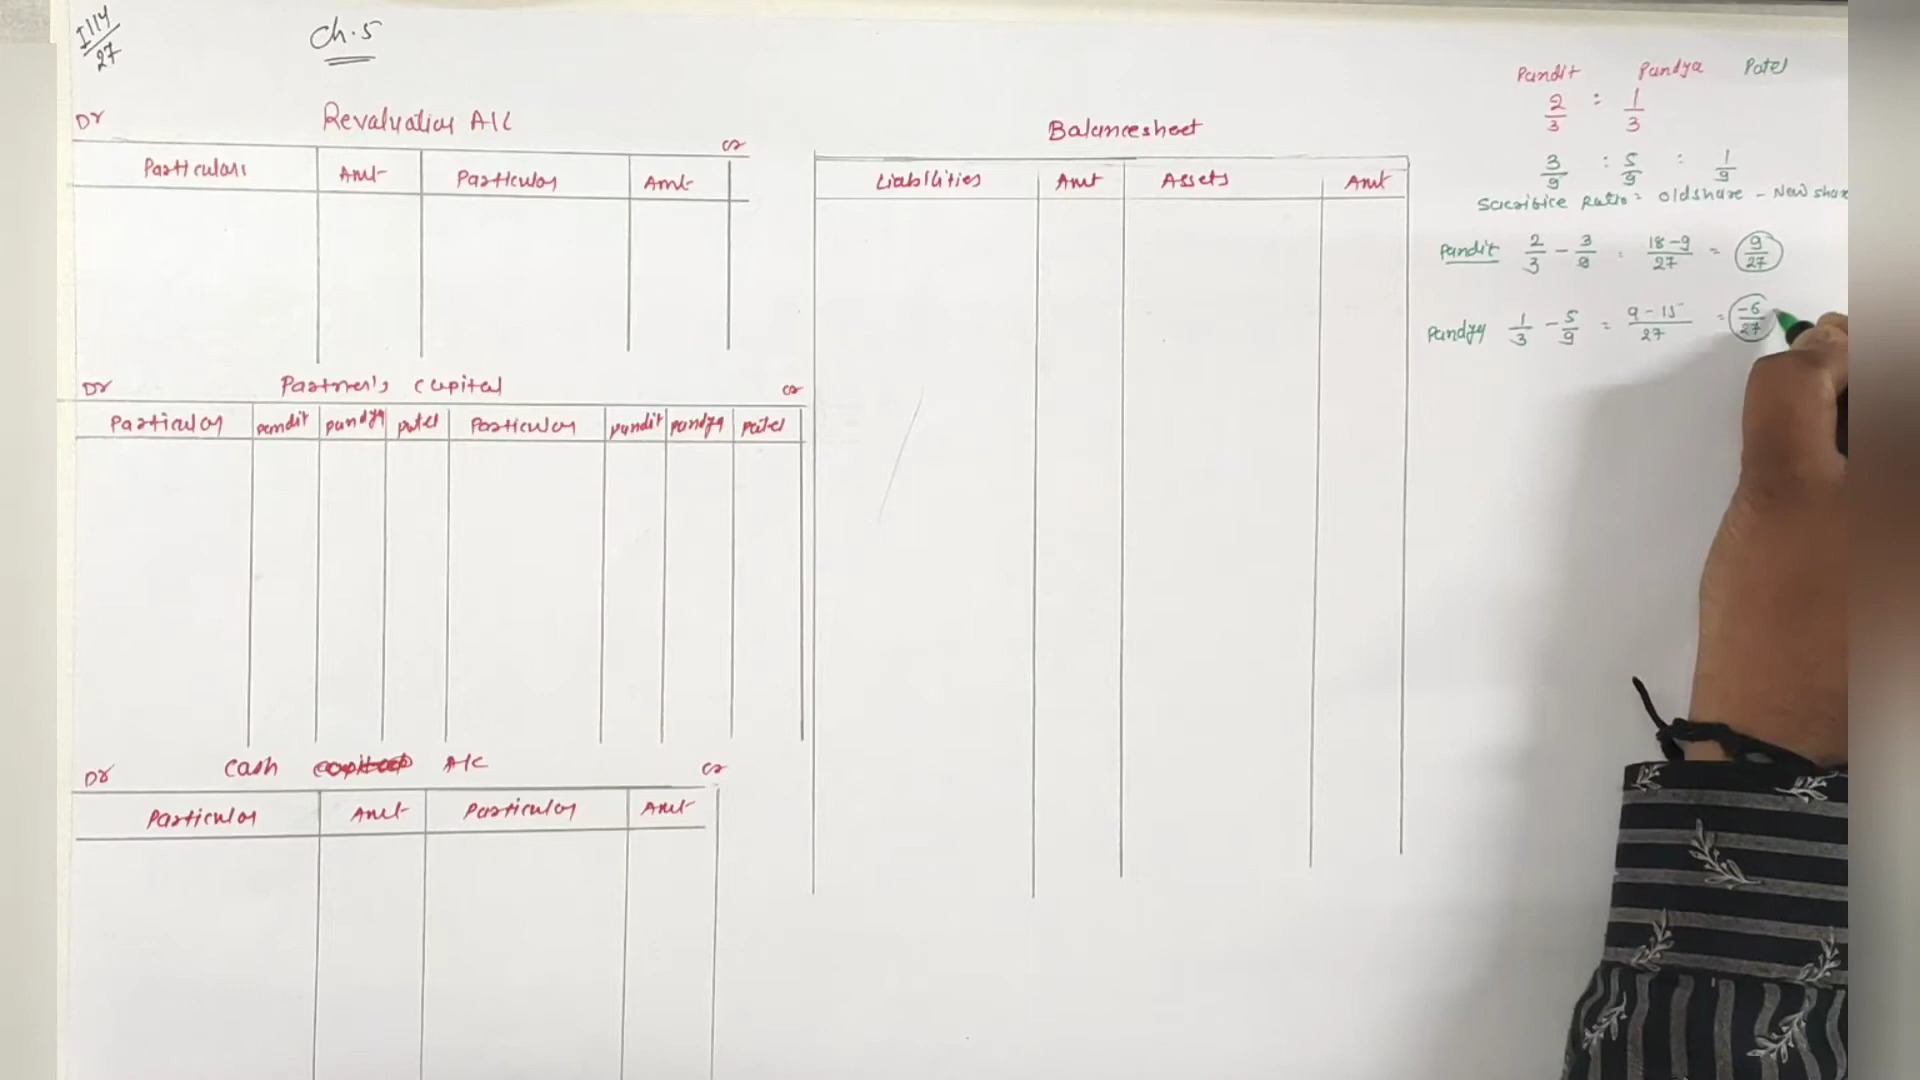 I114
27
Ch.5
Dr Revaluation A/C cr
Particulars Amt Particular Amt
Dr Partner's capital cr
Particular pandit pandya patel Particular pandit pandya patel
Dr Cash A/C cr
Particular Amt Particular Amt
Balancesheet
Liabilities Amt Assets Amt
Pandit Pandya Patel
2/3 : 1/3
3/9 : 5/9 : 1/9
Sacrifice Ratio = oldshare - New shar
Pandit 2/3 - 3/9 = 18-9/27 = 9/27
Pandya 1/3 - 5/9 = 9-15/27 = -6/27